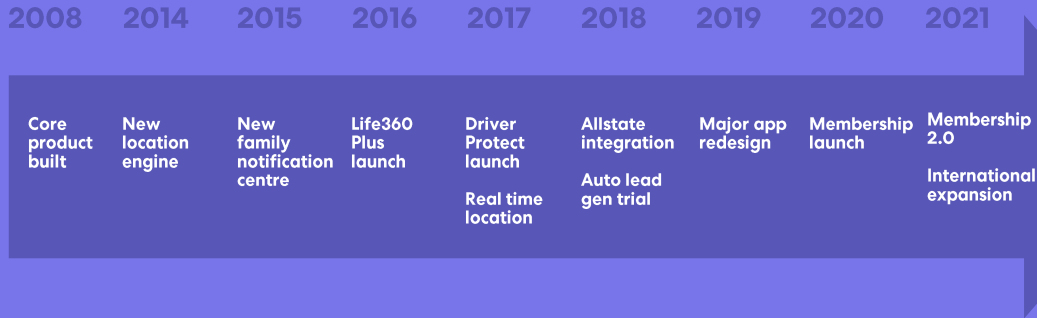 2008 2014 2015 2016 2017 2018 2019 2020 2021
Core
product
built
New
location
engine
New
family
notification
centre
Life360
Plus
launch
Driver
Protect
launch
Real time
location
Allstate
integration
Auto lead
gen trial
Major app
redesign
Membership
launch
Membership
2.0
International
expansion